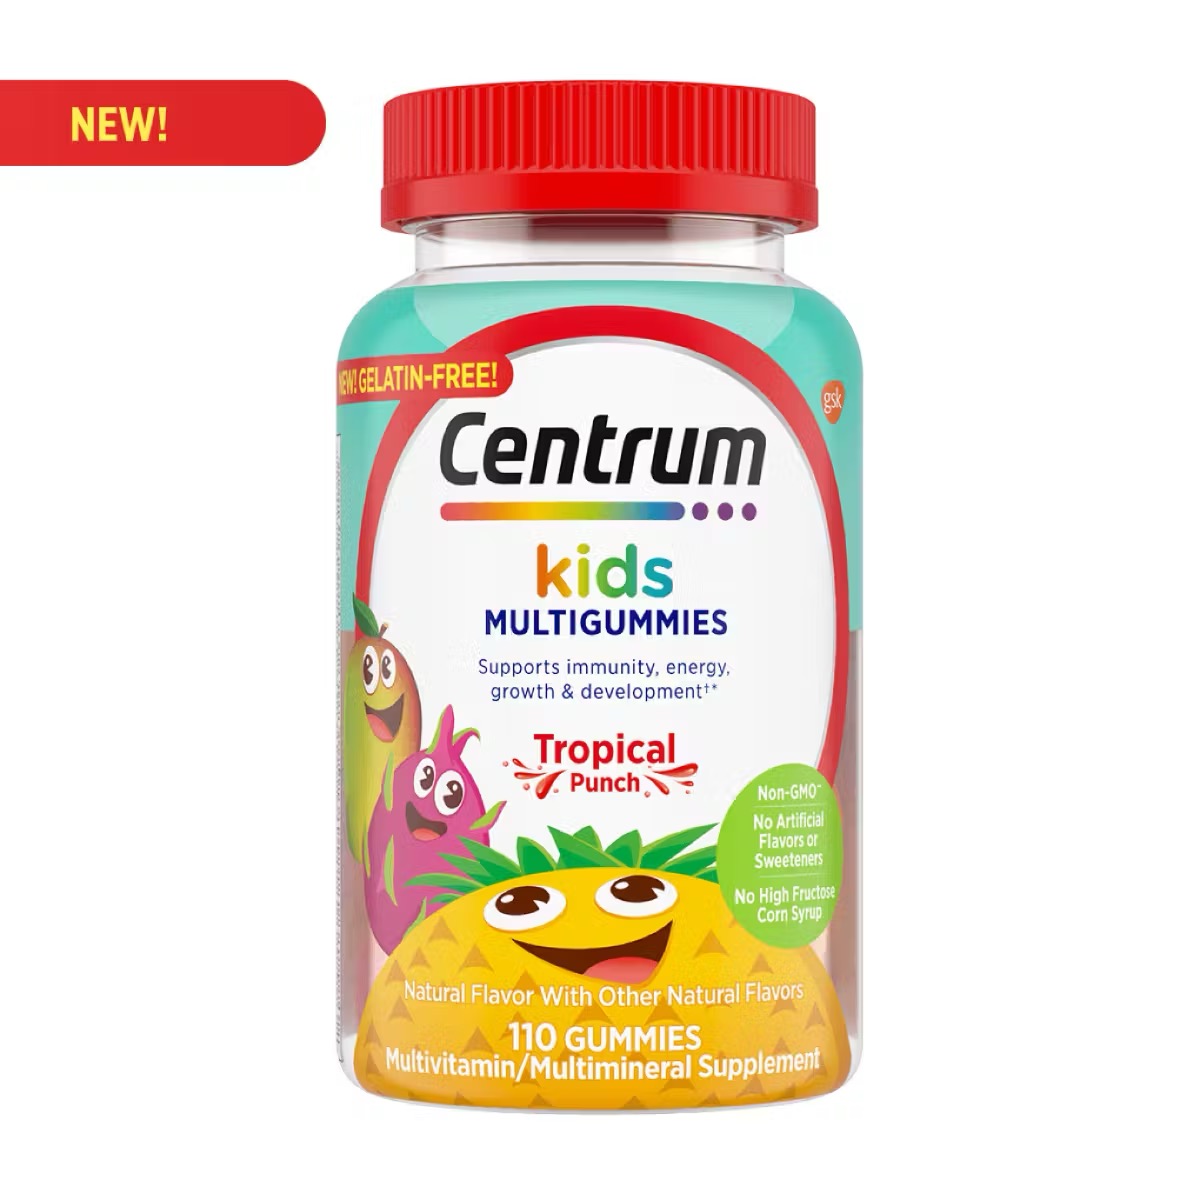 NEW!
NEW! GELATIN-FREE!
gsk
Centrum
kids
MULTIGUMMIES
Supports immunity, energy,
growth & development†*
Tropical
Punch
Non-GMO~
No Artificial
Flavors or
Sweeteners
No High Fructose
Corn Syrup
Natural Flavor With Other Natural Flavors
110 GUMMIES
Multivitamin/Multimineral Supplement